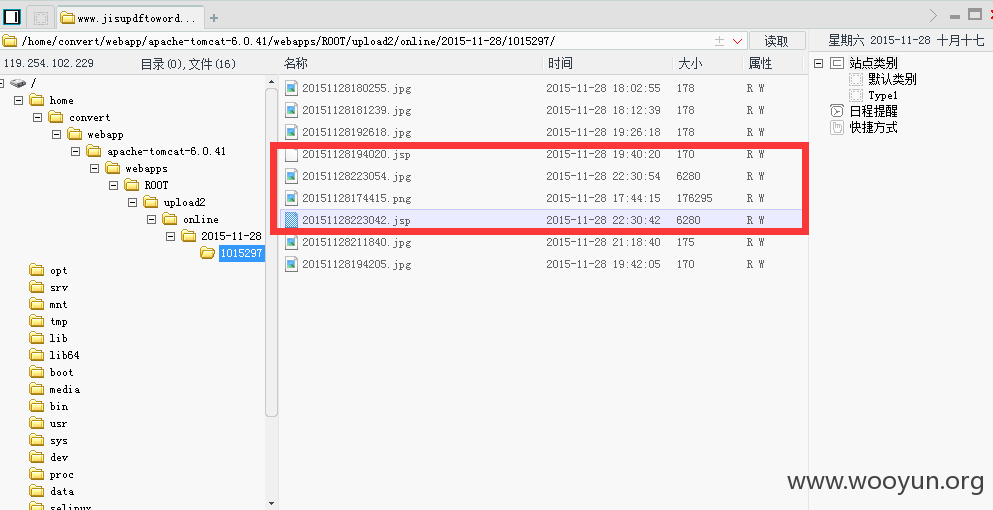 www.jisupdftoword...
/home/convert/webapp/apache-tomcat-6.0.41/webapps/ROOT/upload2/online/2015-11-28/1015297/
读取
星期六 2015-11-28 十月十七
119.254.102.229
目录(0),文件(16)
名称 时间 大小 属性
/
home
convert
webapp
apache-tomcat-6.0.41
webapps
ROOT
upload2
online
2015-11-28
1015297
opt
srv
mnt
tmp
lib
lib64
boot
media
bin
usr
sys
dev
proc
data
selinux
20151128180255.jpg 2015-11-28 18:02:55 178 R W
20151128181239.jpg 2015-11-28 18:12:39 178 R W
20151128192618.jpg 2015-11-28 19:26:18 178 R W
20151128194020.jsp 2015-11-28 19:40:20 170 R W
20151128223054.jpg 2015-11-28 22:30:54 6280 R W
20151128174415.png 2015-11-28 17:44:15 176295 R W
20151128223042.jsp 2015-11-28 22:30:42 6280 R W
20151128211840.jpg 2015-11-28 21:18:40 175 R W
20151128194205.jpg 2015-11-28 19:42:05 170 R W
站点类别
默认类别
Type1
日程提醒
快捷方式
www.wooyun.org